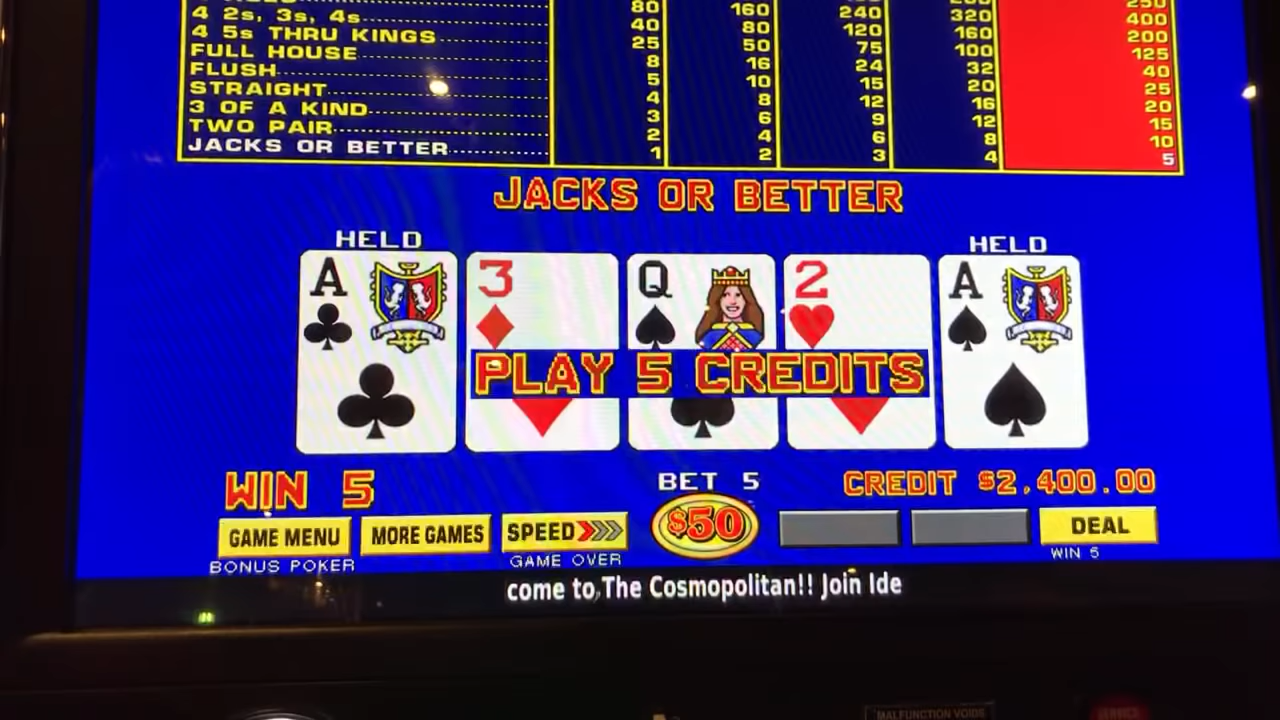 4 2s, 3s, 4s 80 160 240 320 400
4 5s THRU KINGS 40 80 120 160 200
FULL HOUSE 25 50 75 100 125
FLUSH 8 16 24 32 40
STRAIGHT 5 10 15 20 25
3 OF A KIND 4 8 12 16 20
TWO PAIR 3 6 9 12 15
JACKS OR BETTER 2 4 6 8 10
1 2 3 4 5
JACKS OR BETTER
HELD HELD
A 3 Q 2 A
PLAY 5 CREDITS
WIN 5 BET 5 CREDIT $2,400.00
GAME MENU MORE GAMES SPEED $50 DEAL
BONUS POKER GAME OVER WIN 5
come to The Cosmopolitan!! Join Ide
MALFUNCTION VOIDS